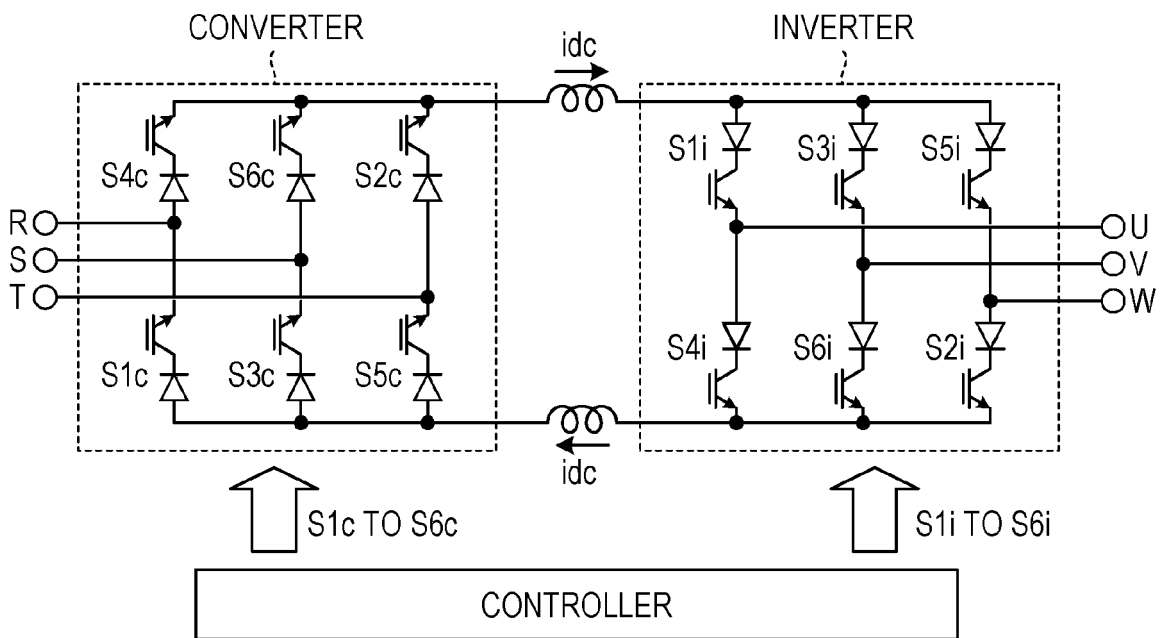 CONVERTER
idc
INVERTER
S4c
S6c
S2c
S1i
S3i
S5i
R
S
T
U
V
W
S1c
S3c
S5c
S4i
S6i
S2i
idc
S1c TO S6c
S1i TO S6i
CONTROLLER